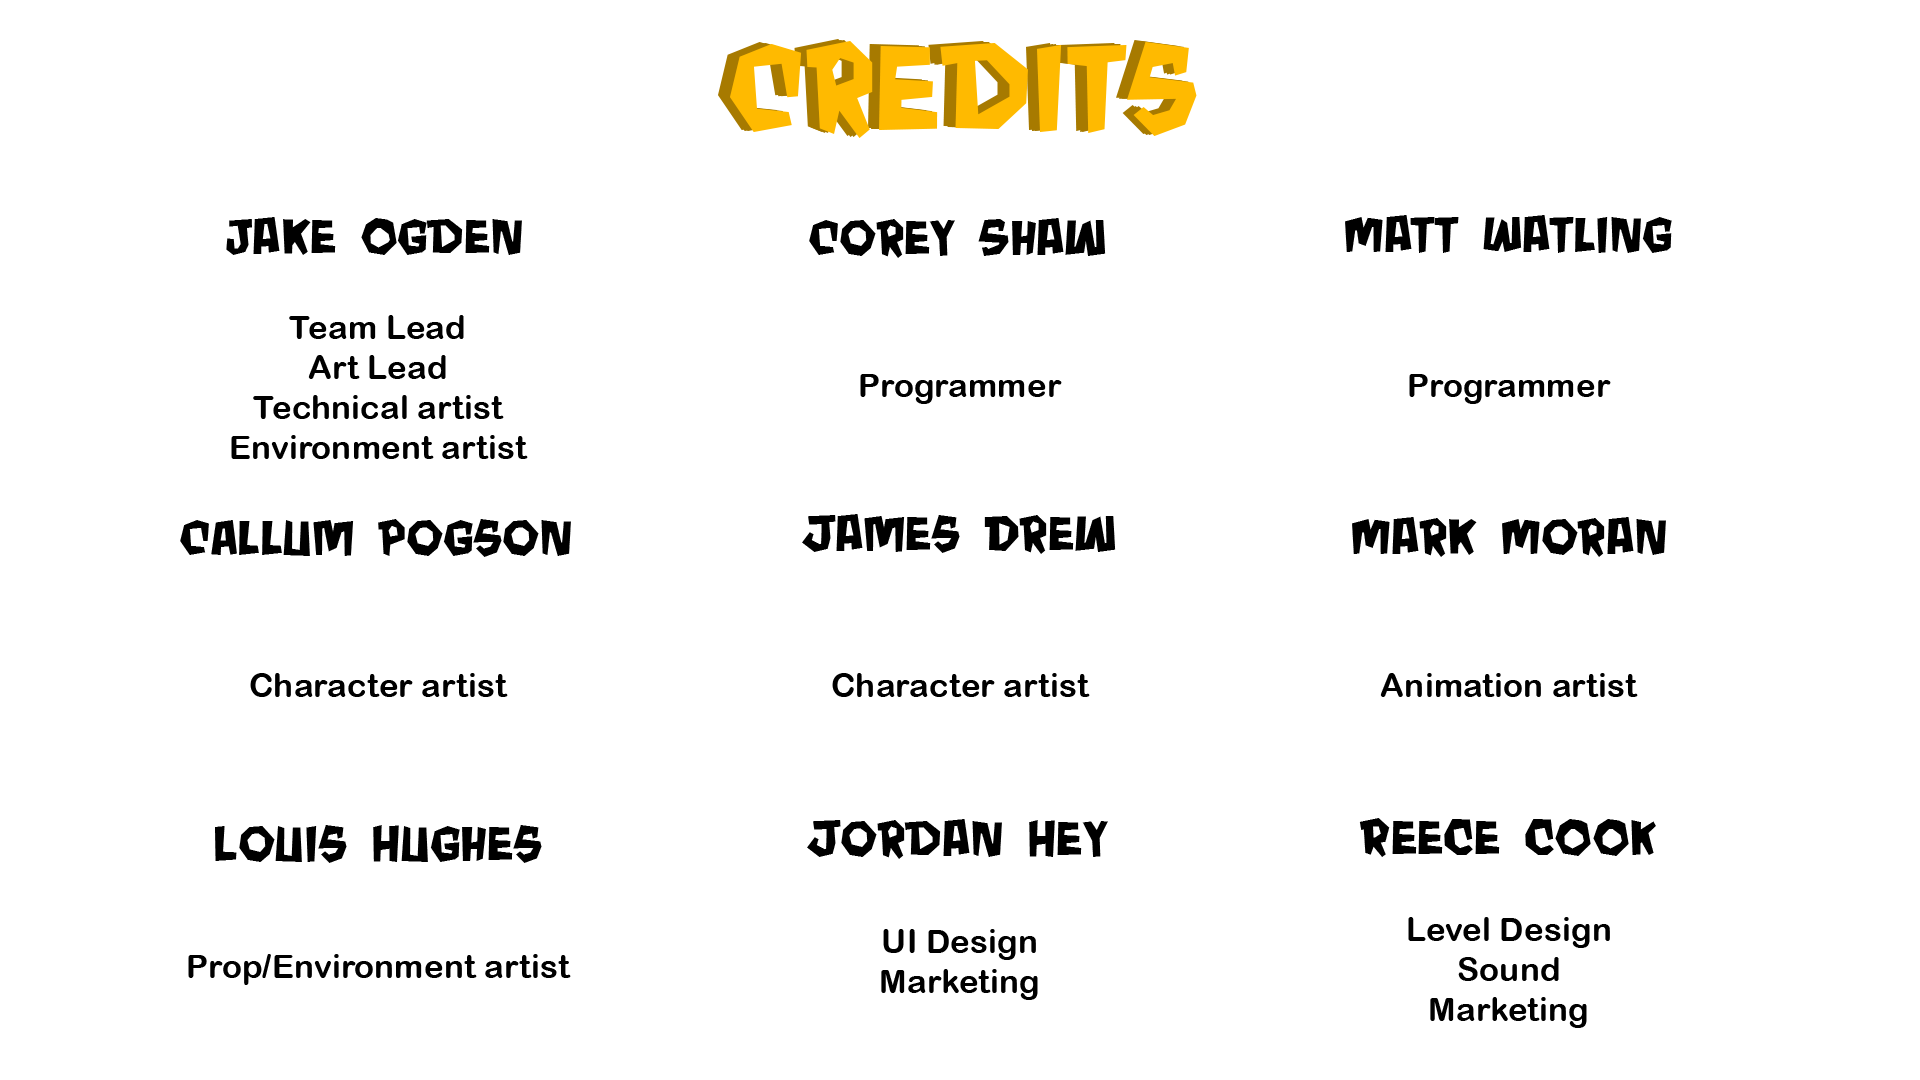 CREDITS
JAKE OGDEN
Team Lead
Art Lead
Technical artist
Environment artist
COREY SHAW
Programmer
MATT WATLING
Programmer
CALLUM POGSON
Character artist
JAMES DREW
Character artist
MARK MORAN
Animation artist
LOUIS HUGHES
Prop/Environment artist
JORDAN HEY
UI Design
Marketing
REECE COOK
Level Design
Sound
Marketing